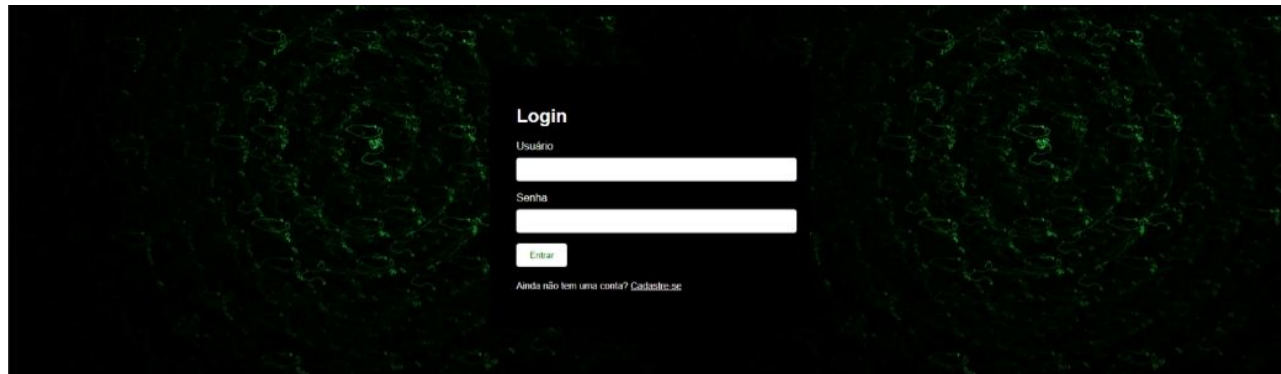 Login
Usuário
Senha
Entrar
Ainda não tem uma conta? Cadastre-se